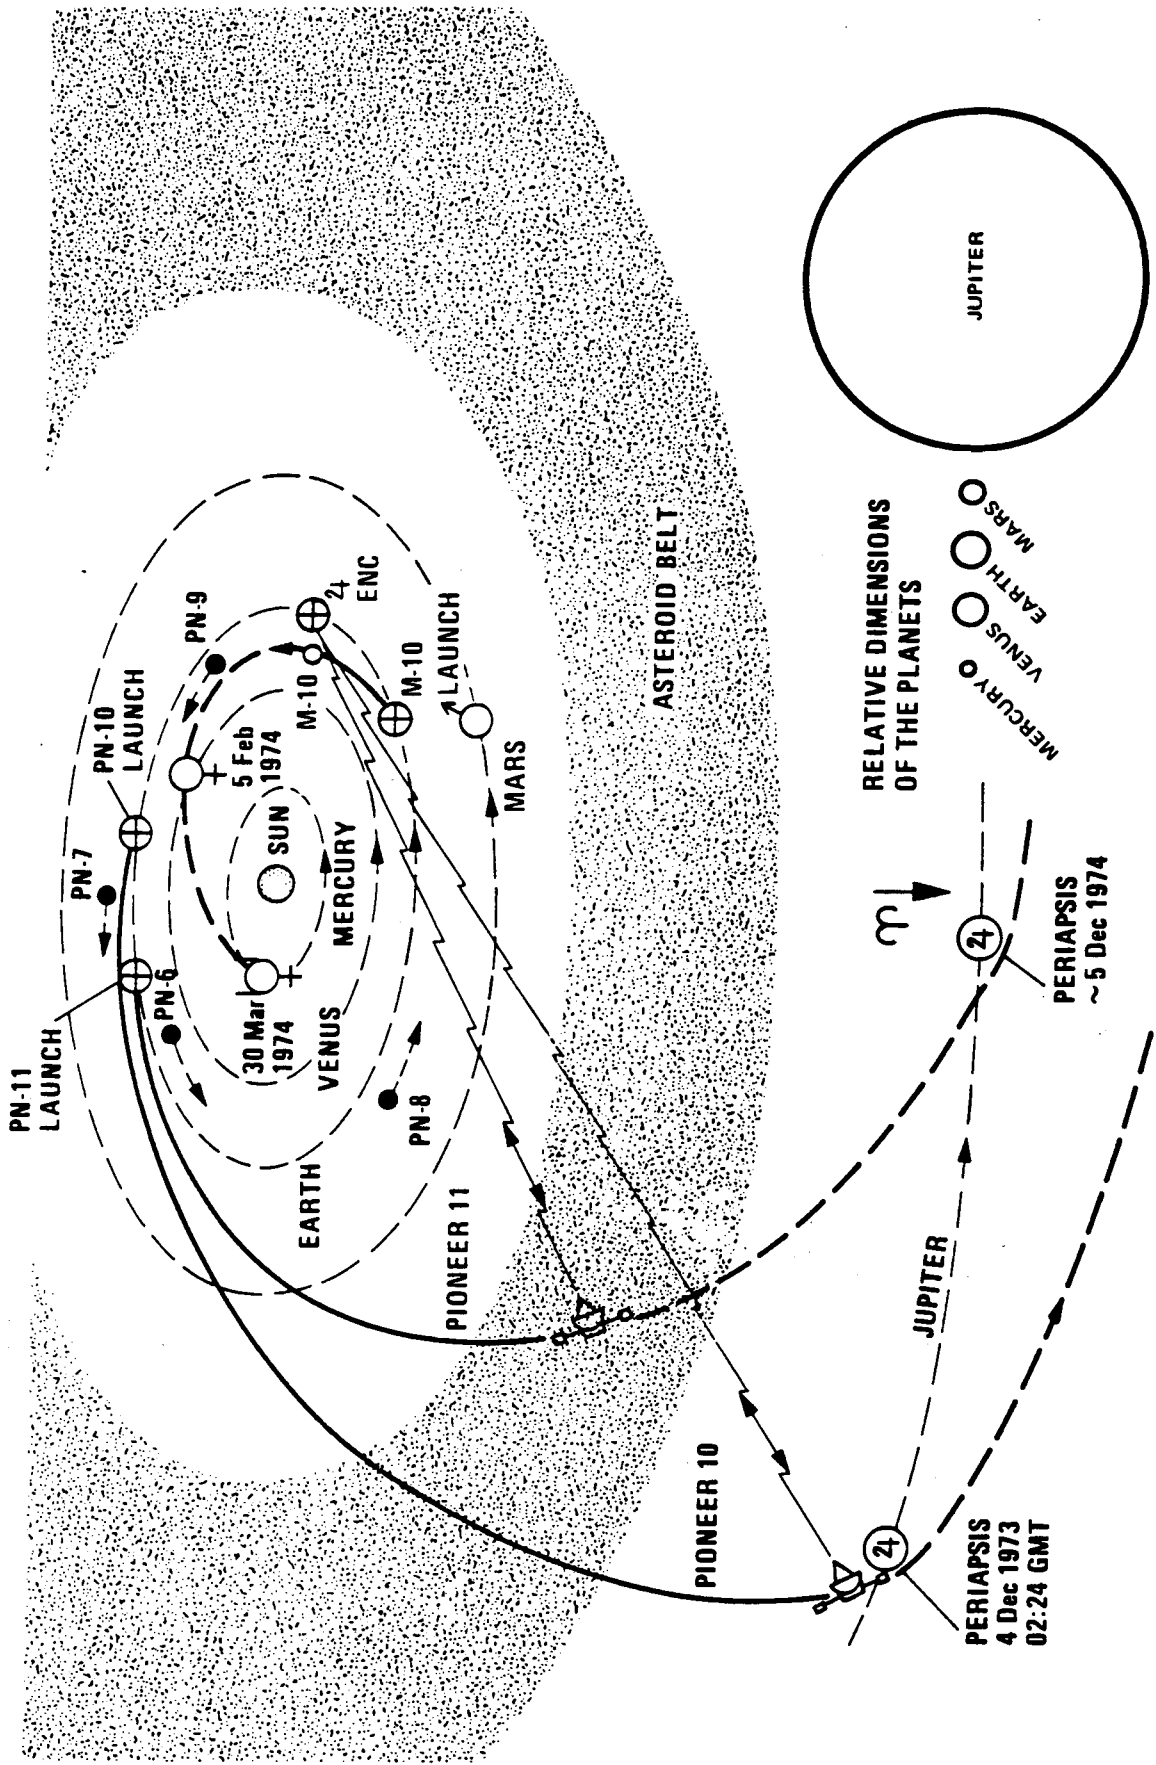 PN-11
LAUNCH
PN-7
PN-10
LAUNCH
PN-9
PN-6
30 Mar
1974
5 Feb
1974
SUN
M-10
♃
ENC
VENUS
MERCURY
M-10
LAUNCH
PN-8
MARS
EARTH
PIONEER 11
ASTEROID BELT
PIONEER 10
JUPITER
♃
PERIAPSIS
4 Dec 1973
02:24 GMT
♈
♃
PERIAPSIS
~5 Dec 1974
RELATIVE DIMENSIONS
OF THE PLANETS
MERCURY
VENUS
EARTH
MARS
JUPITER